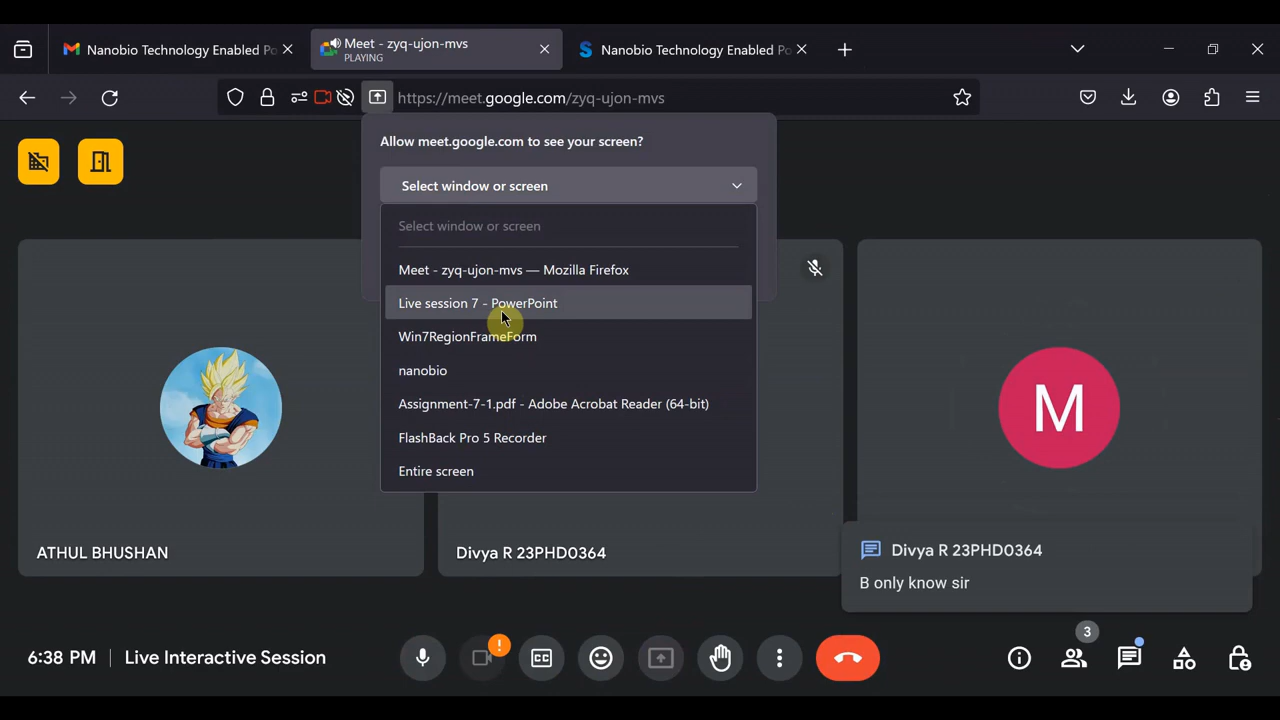 Nanobio Technology Enabled Po
Meet - zyq-ujon-mvs
PLAYING
Nanobio Technology Enabled Po
https://meet.google.com/zyq-ujon-mvs
Allow meet.google.com to see your screen?
Select window or screen
Select window or screen
Meet - zyq-ujon-mvs — Mozilla Firefox
Live session 7 - PowerPoint
Win7RegionFrameForm
nanobio
Assignment-7-1.pdf - Adobe Acrobat Reader (64-bit)
FlashBack Pro 5 Recorder
Entire screen
M
ATHUL BHUSHAN
Divya R 23PHD0364
Divya R 23PHD0364
B only know sir
3
6:38 PM | Live Interactive Session